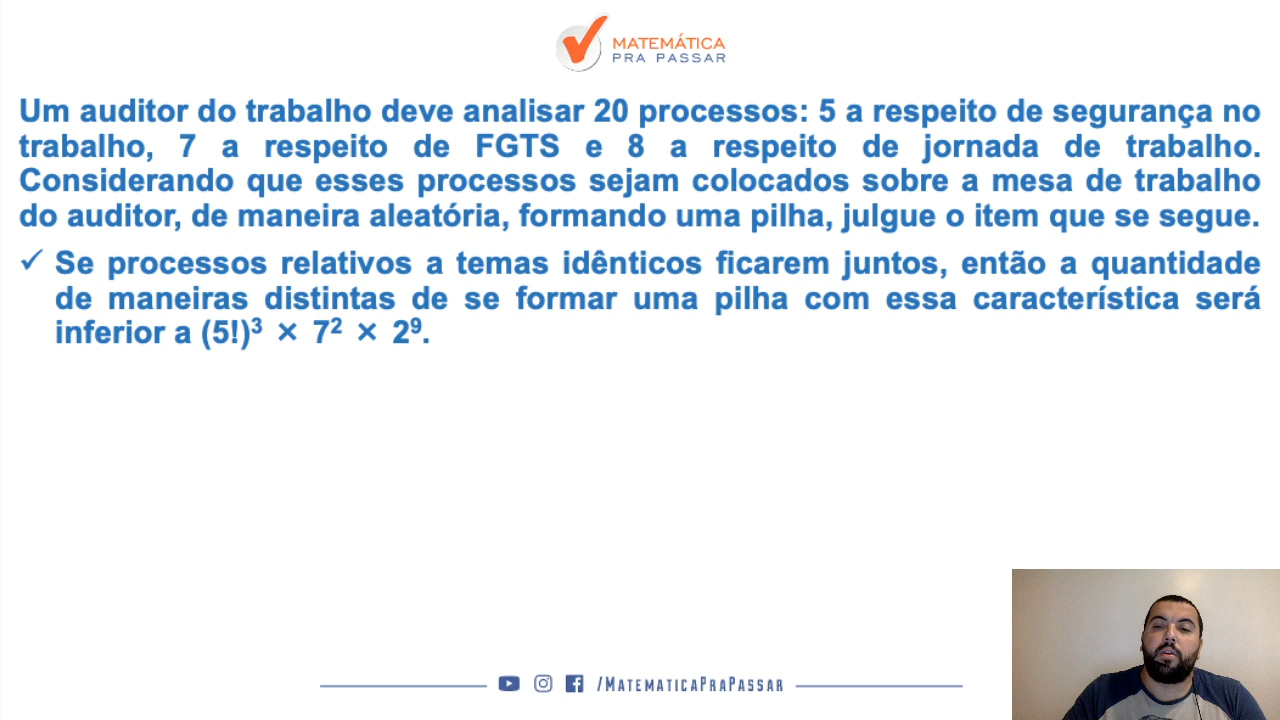 MATEMÁTICA
PRA PASSAR
Um auditor do trabalho deve analisar 20 processos: 5 a respeito de segurança no
trabalho, 7 a respeito de FGTS e 8 a respeito de jornada de trabalho.
Considerando que esses processos sejam colocados sobre a mesa de trabalho
do auditor, de maneira aleatória, formando uma pilha, julgue o item que se segue.
✓ Se processos relativos a temas idênticos ficarem juntos, então a quantidade
de maneiras distintas de se formar uma pilha com essa característica será
inferior a (5!)³ × 7² × 2⁹.
/MATEMATICAPRAPASSAR